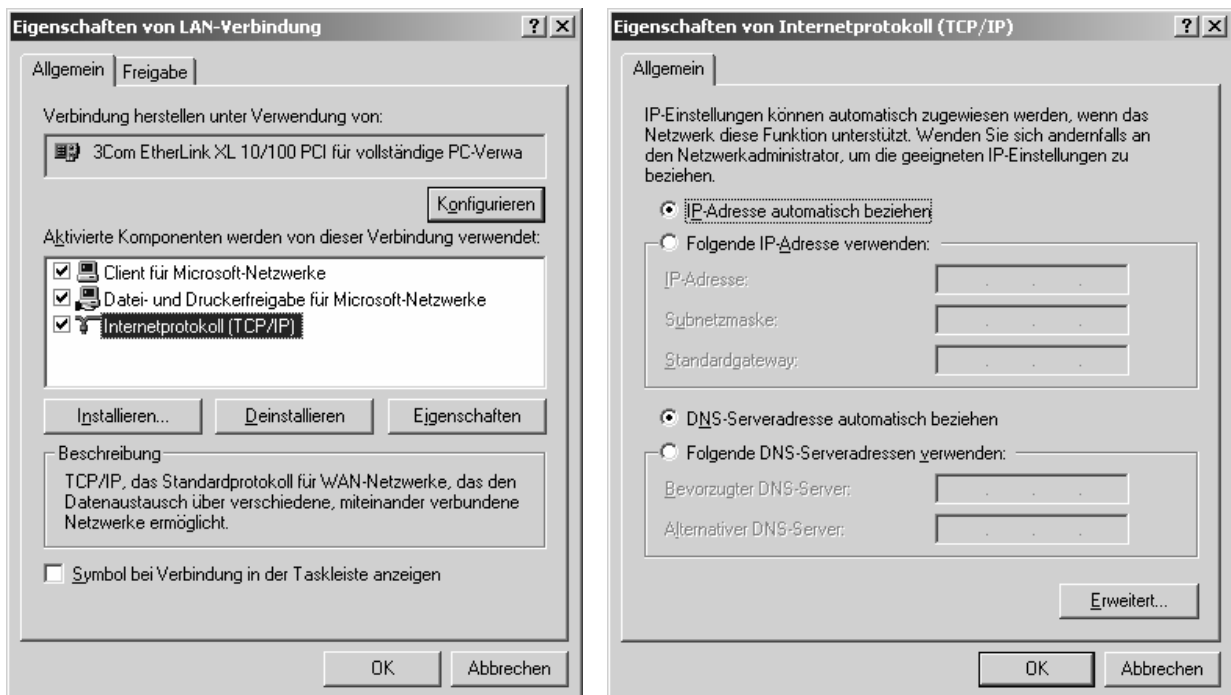 Eigenschaften von LAN-Verbindung
Allgemein
Freigabe
Verbindung herstellen unter Verwendung von:
3Com EtherLink XL 10/100 PCI für vollständige PC-Verwa
Konfigurieren
Aktivierte Komponenten werden von dieser Verbindung verwendet:
Client für Microsoft-Netzwerke
Datei- und Druckerfreigabe für Microsoft-Netzwerke
Internetprotokoll (TCP/IP)
Installieren...
Deinstallieren
Eigenschaften
Beschreibung
TCP/IP, das Standardprotokoll für WAN-Netzwerke, das den
Datenaustausch über verschiedene, miteinander verbundene
Netzwerke ermöglicht.
Symbol bei Verbindung in der Taskleiste anzeigen
OK
Abbrechen
Eigenschaften von Internetprotokoll (TCP/IP)
Allgemein
IP-Einstellungen können automatisch zugewiesen werden, wenn das
Netzwerk diese Funktion unterstützt. Wenden Sie sich andernfalls an
den Netzwerkadministrator, um die geeigneten IP-Einstellungen zu
beziehen.
IP-Adresse automatisch beziehen
Folgende IP-Adresse verwenden:
IP-Adresse:
Subnetzmaske:
Standardgateway:
DNS-Serveradresse automatisch beziehen
Folgende DNS-Serveradressen verwenden:
Bevorzugter DNS-Server:
Alternativer DNS-Server:
Erweitert...
OK
Abbrechen